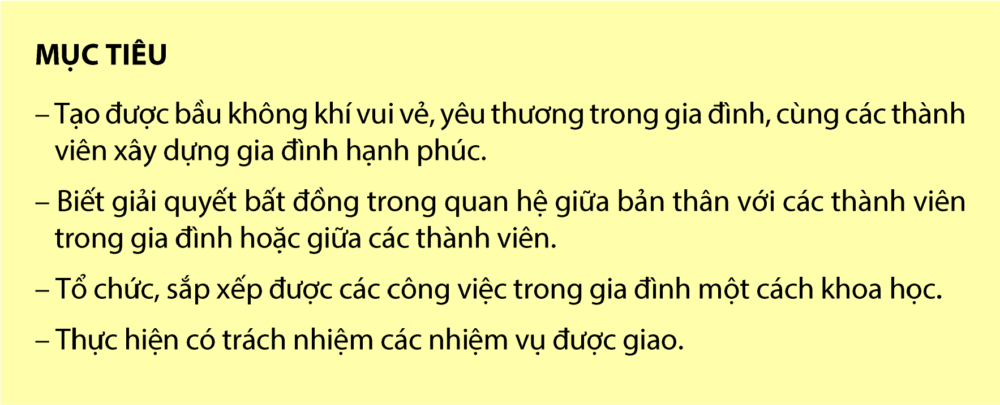 MỤC TIÊU
– Tạo được bầu không khí vui vẻ, yêu thương trong gia đình, cùng các thành
viên xây dựng gia đình hạnh phúc.
– Biết giải quyết bất đồng trong quan hệ giữa bản thân với các thành viên
trong gia đình hoặc giữa các thành viên.
– Tổ chức, sắp xếp được các công việc trong gia đình một cách khoa học.
– Thực hiện có trách nhiệm các nhiệm vụ được giao.